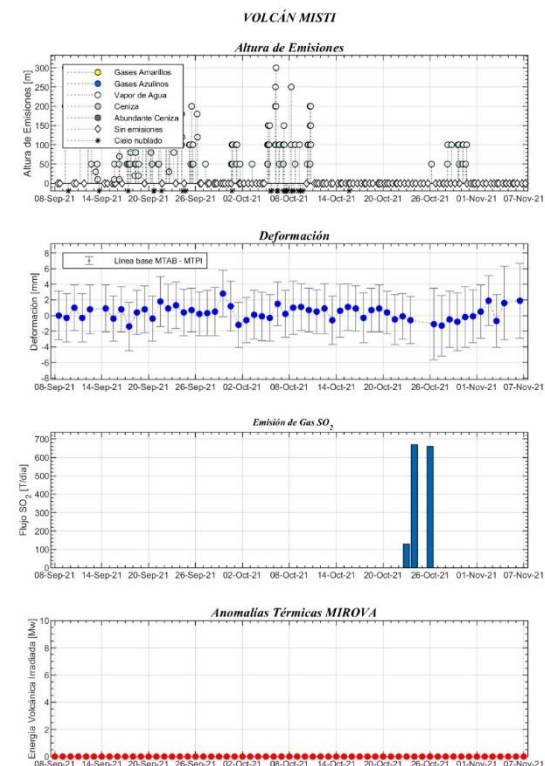 VOLCÁN MISTI
Altura de Emisiones
Altura de Emisiones [m]
300
250
200
150
100
50
0
Gases Amarillos
Gases Azulinos
Vapor de Agua
Ceniza
Abundante Ceniza
Sin emisiones
Cielo nublado
08-Sep-21 14-Sep-21 20-Sep-21 26-Sep-21 02-Oct-21 08-Oct-21 14-Oct-21 20-Oct-21 26-Oct-21 01-Nov-21 07-Nov-21
Deformación
Deformación [mm]
8
6
4
2
0
-2
-4
-6
-8
Línea base MTAB - MTPI
08-Sep-21 14-Sep-21 20-Sep-21 26-Sep-21 02-Oct-21 08-Oct-21 14-Oct-21 20-Oct-21 26-Oct-21 01-Nov-21 07-Nov-21
Emisión de Gas SO2
Flujo SO2 [T/día]
700
600
500
400
300
200
100
0
08-Sep-21 14-Sep-21 20-Sep-21 26-Sep-21 02-Oct-21 08-Oct-21 14-Oct-21 20-Oct-21 26-Oct-21 01-Nov-21 07-Nov-21
Anomalías Térmicas MIROVA
Energía Volcánica Irradiada [Mw]
10
8
6
4
2
0
08-Sep-21 14-Sep-21 20-Sep-21 26-Sep-21 02-Oct-21 08-Oct-21 14-Oct-21 20-Oct-21 26-Oct-21 01-Nov-21 07-Nov-21